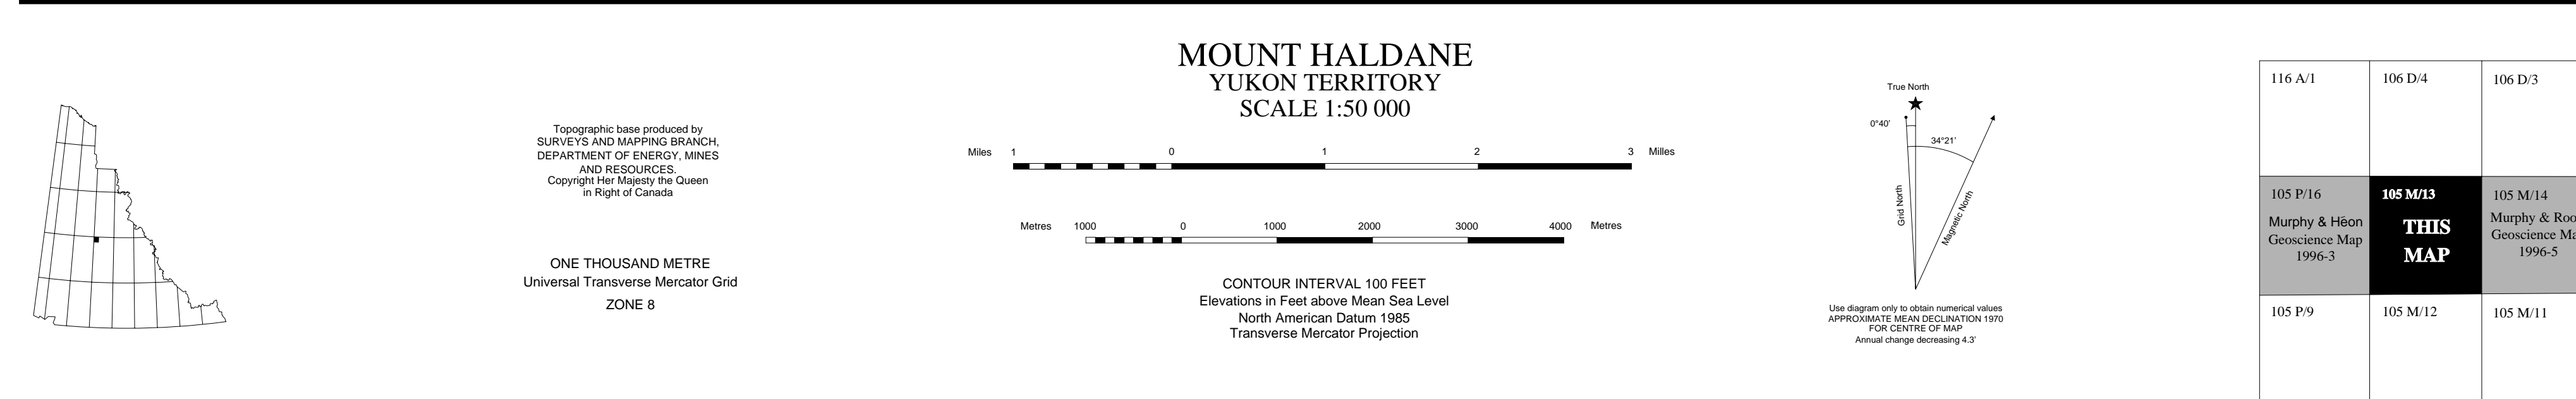 MOUNT HALDANE
YUKON TERRITORY
SCALE 1:50 000
Topographic base produced by
SURVEYS AND MAPPING BRANCH,
DEPARTMENT OF ENERGY, MINES
AND RESOURCES.
Copyright Her Majesty the Queen
in Right of Canada
ONE THOUSAND METRE
Universal Transverse Mercator Grid
ZONE 8
Miles 1 0 1 2 3 Milles
Metres 1000 0 1000 2000 3000 4000 Metres
CONTOUR INTERVAL 100 FEET
Elevations in Feet above Mean Sea Level
North American Datum 1985
Transverse Mercator Projection
True North
0°40'
34°21'
Grid North
Magnetic North
Use diagram only to obtain numerical values
APPROXIMATE MEAN DECLINATION 1970
FOR CENTRE OF MAP
Annual change decreasing 4.3'
116 A/1
106 D/4
106 D/3
105 P/16
Murphy & Héon
Geoscience Map
1996-3
105 M/13
THIS
MAP
105 M/14
Murphy & Roo
Geoscience Ma
1996-5
105 P/9
105 M/12
105 M/11